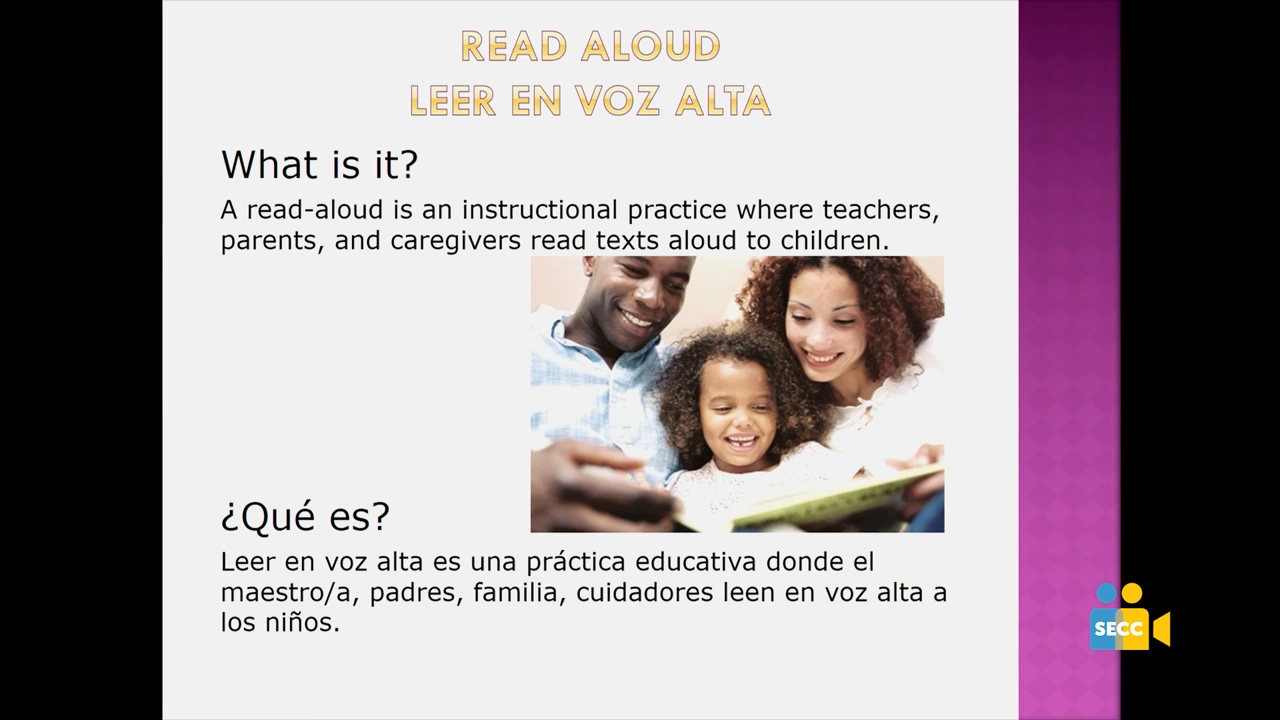 READ ALOUD
LEER EN VOZ ALTA
What is it?
A read-aloud is an instructional practice where teachers,
parents, and caregivers read texts aloud to children.
¿Qué es?
Leer en voz alta es una práctica educativa donde el
maestro/a, padres, familia, cuidadores leen en voz alta a
los niños.
SECC